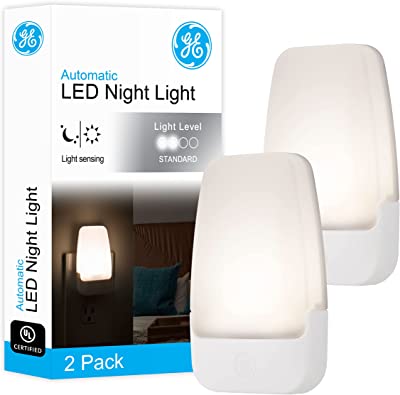 GE
Automatic
LED Night Light
Light sensing
Light Level
STANDARD
Automatic
LED Night Light
UL
CERTIFIED
2 Pack